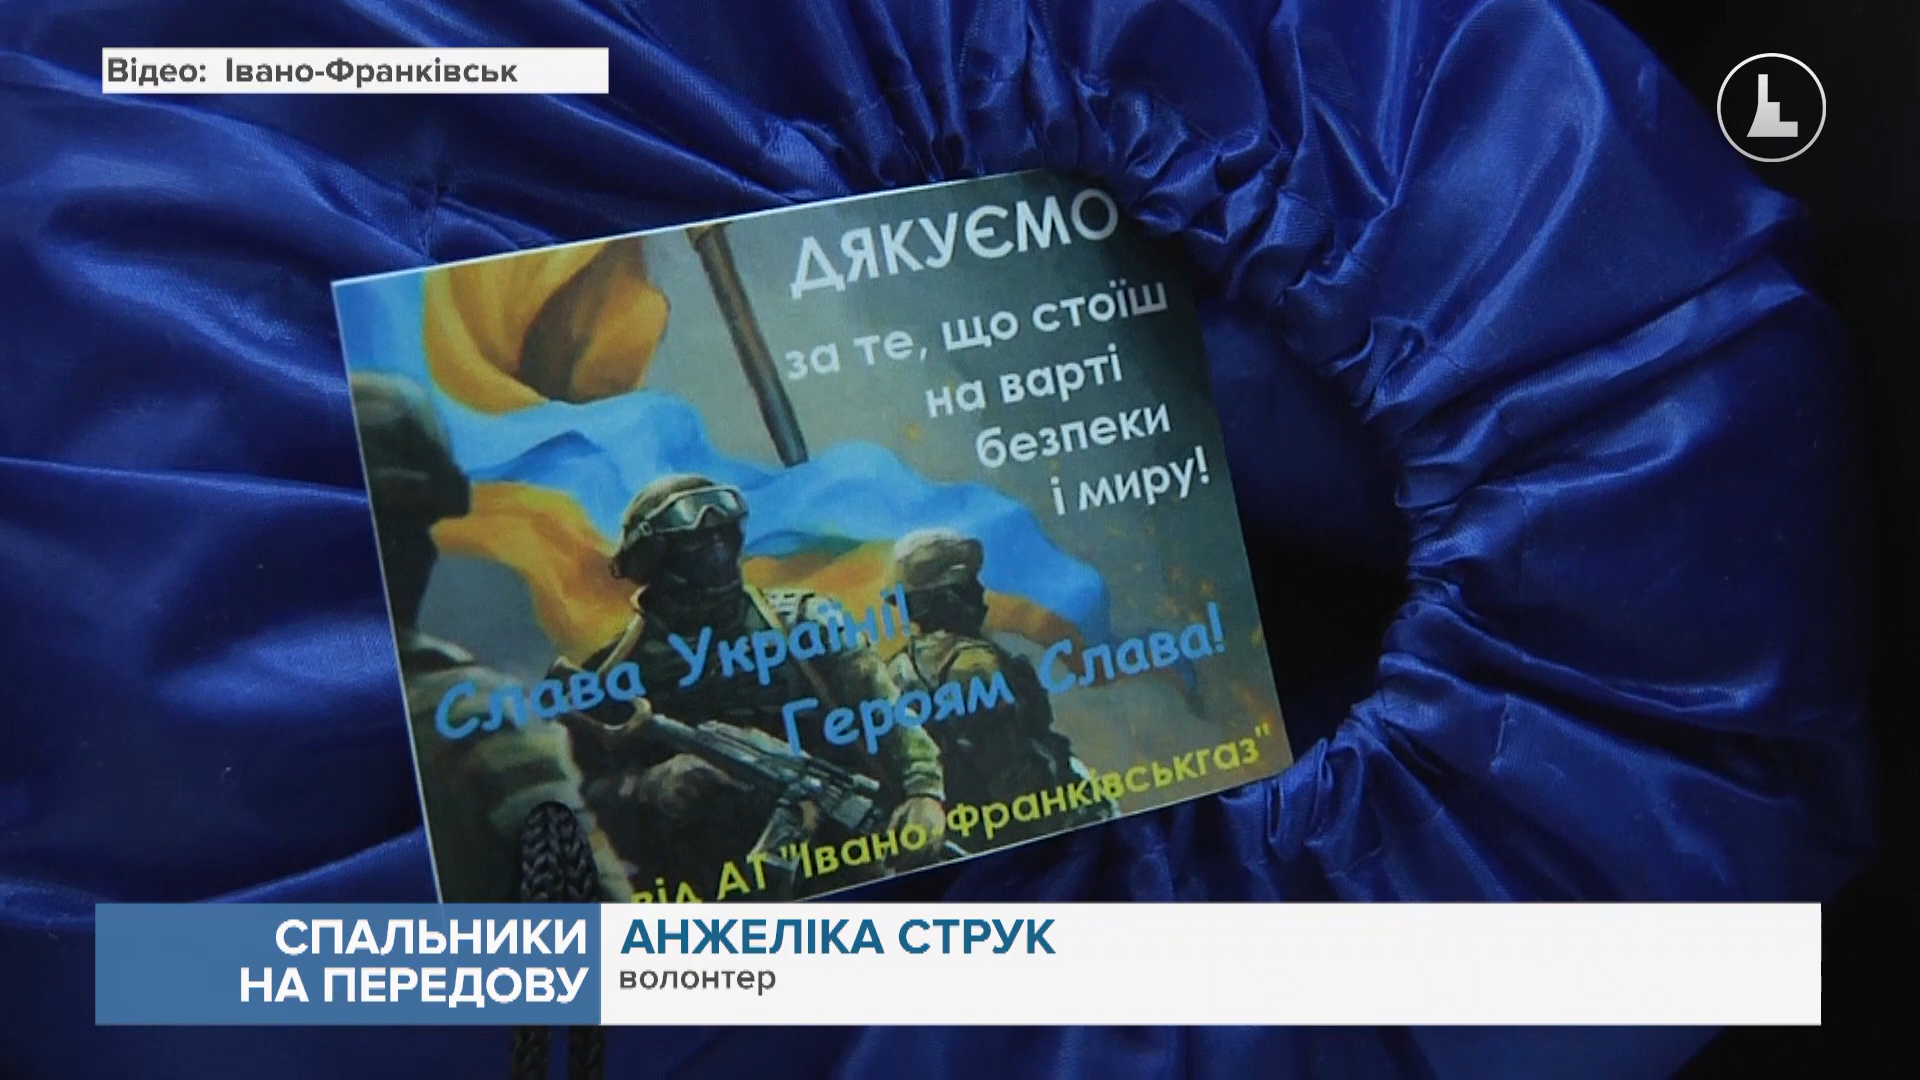 Відео: Івано-Франківськ
ДЯКУЄМО
за те, що стоїш
на варті
безпеки
і миру!
Слава Україні!
Героям Слава!
від АТ "Івано-Франківськгаз"
СПАЛЬНИКИ
НА ПЕРЕДОВУ
АНЖЕЛІКА СТРУК
волонтер